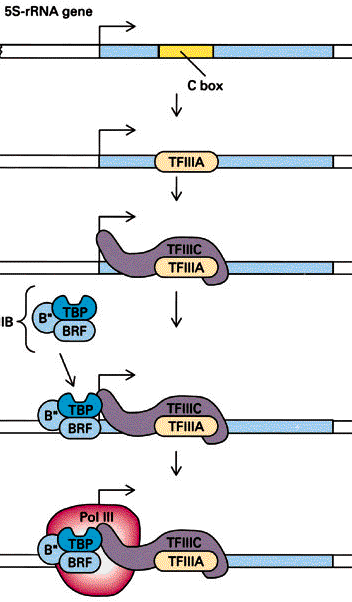 5S-rRNA gene
C box
TFIIIA
TFIIIC
TFIIIA
IIB
B"
TBP
BRF
TFIIIC
TFIIIA
B"
TBP
BRF
Pol III
TFIIIC
TFIIIA
B"
TBP
BRF